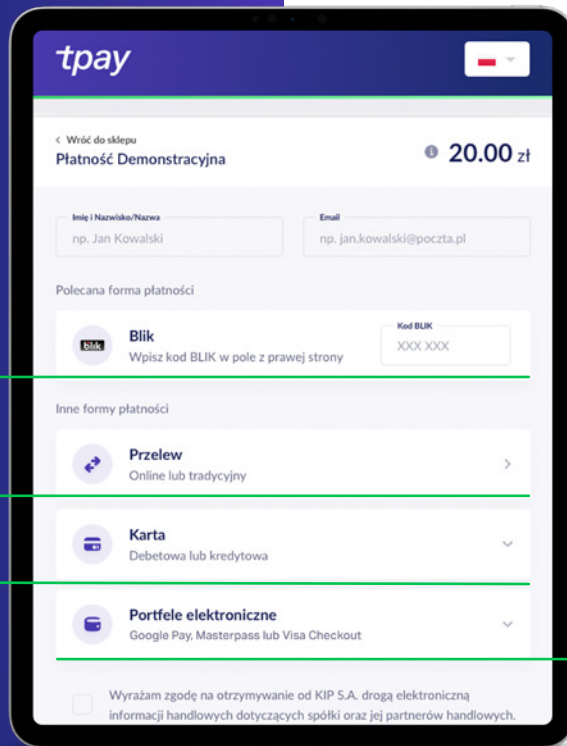 tpay
< Wróć do sklepu
Płatność Demonstracyjna
20.00 zł
Imię i Nazwisko/Nazwa
np. Jan Kowalski
Email
np. jan.kowalski@poczta.pl
Polecana forma płatności
blik
Blik
Wpisz kod BLIK w pole z prawej strony
Kod BLIK
XXX XXX
Inne formy płatności
Przelew
Online lub tradycyjny
Karta
Debetowa lub kredytowa
Portfele elektroniczne
Google Pay, Masterpass lub Visa Checkout
Wyrażam zgodę na otrzymywanie od KIP S.A. drogą elektroniczną
informacji handlowych dotyczących spółki oraz jej partnerów handlowych.